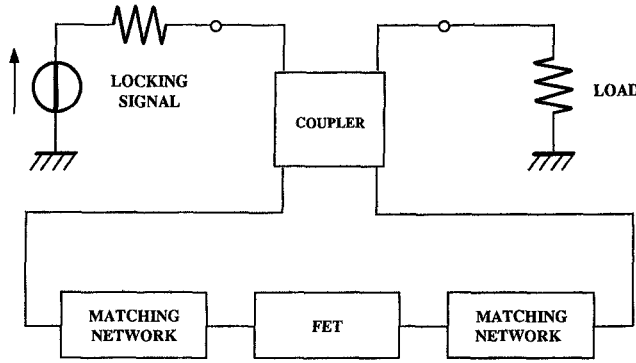 LOCKING
SIGNAL
COUPLER
LOAD
MATCHING
NETWORK
FET
MATCHING
NETWORK